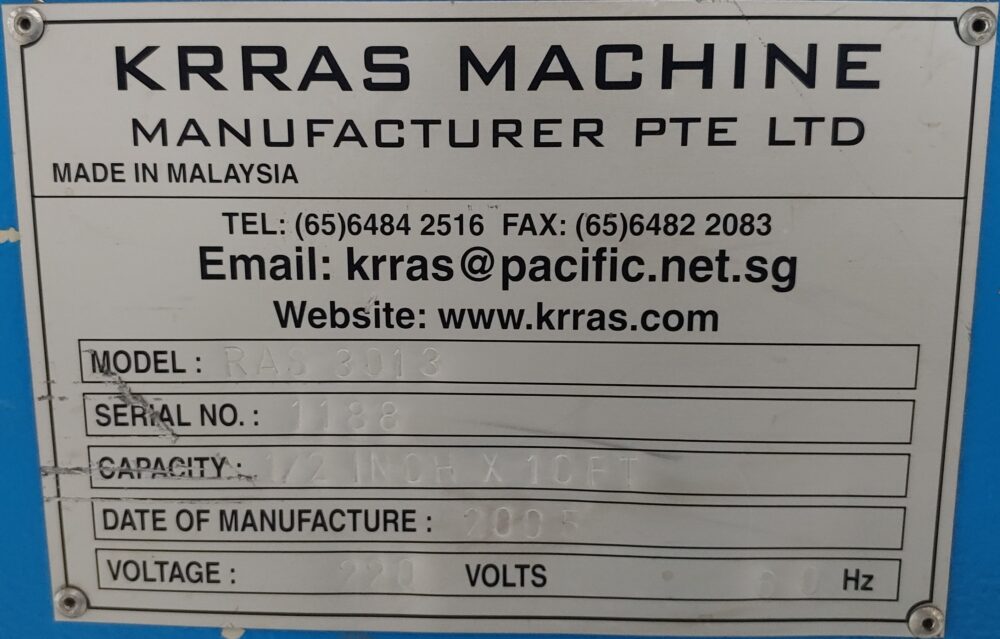 KRRAS MACHINE
MANUFACTURER PTE LTD
MADE IN MALAYSIA
TEL: (65)6484 2516 FAX: (65)6482 2083
Email: krras@pacific.net.sg
Website: www.krras.com
MODEL : RAS 3013
SERIAL NO. : 1188
CAPACITY : 1/2 INCH X 10FT
DATE OF MANUFACTURE : 2005
VOLTAGE : 220 VOLTS 60 Hz